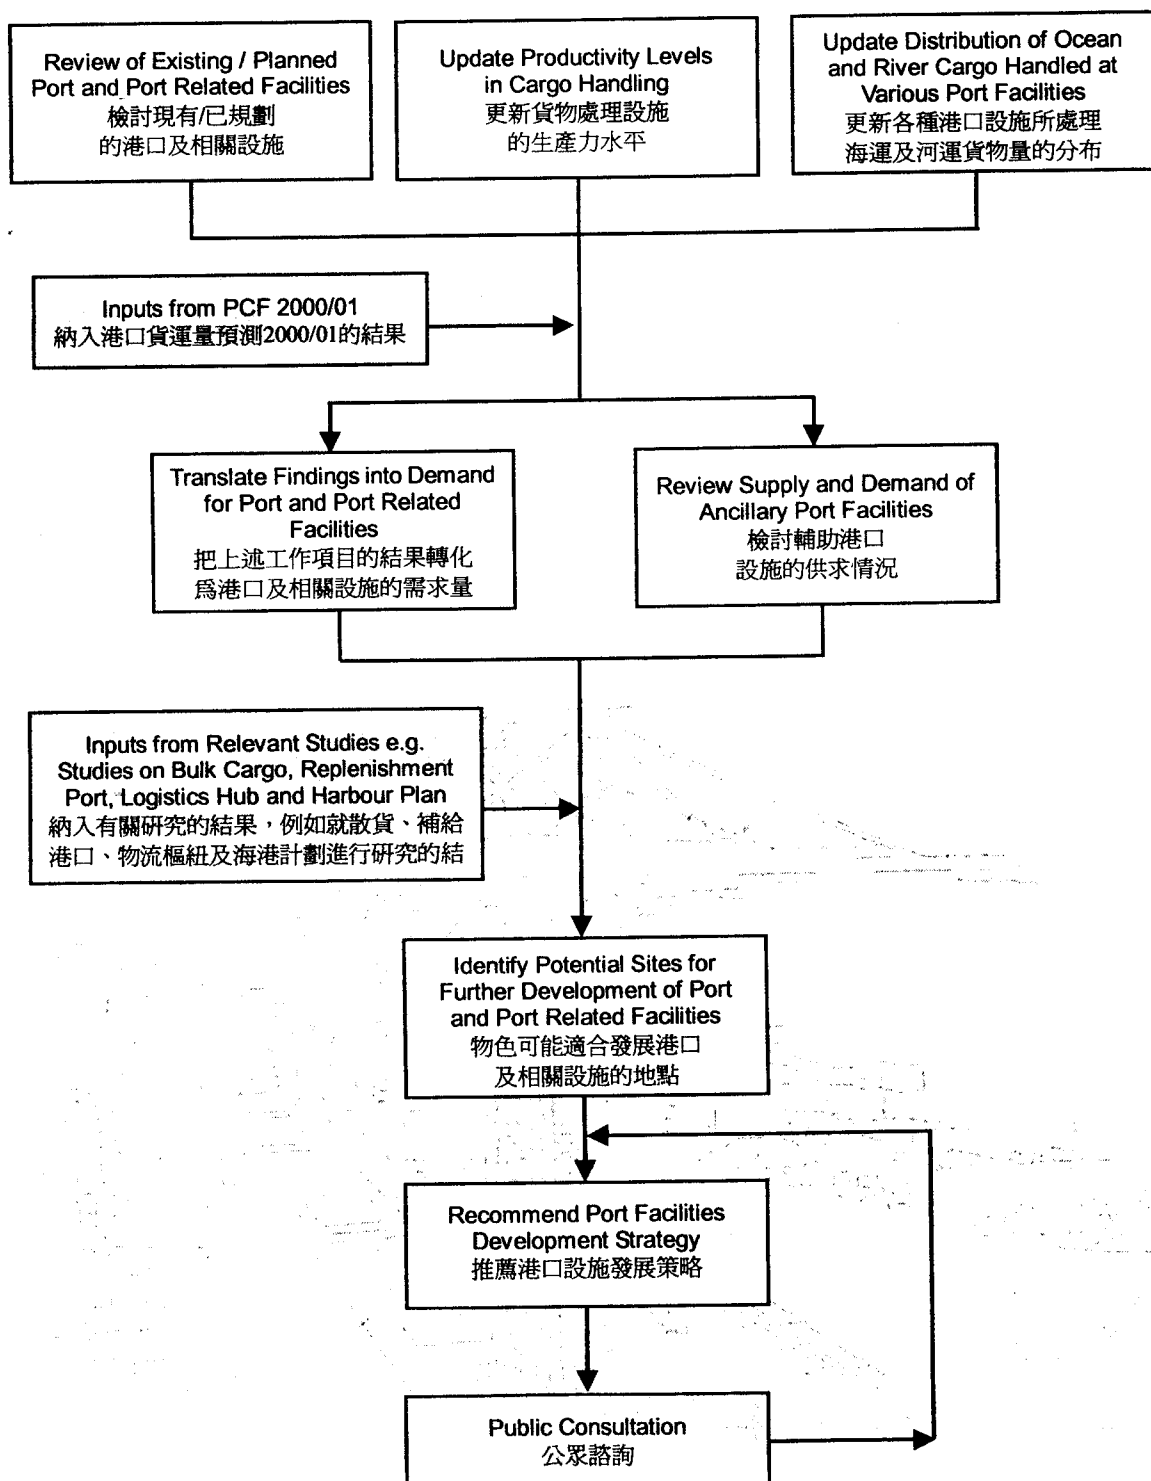 Review of Existing / Planned
Port and Port Related Facilities
檢討現有/已規劃
的港口及相關設施
Update Productivity Levels
in Cargo Handling
更新貨物處理設施
的生產力水平
Update Distribution of Ocean
and River Cargo Handled at
Various Port Facilities
更新各種港口設施所處理
海運及河運貨物量的分布
Inputs from PCF 2000/01
納入港口貨運量預測2000/01的結果
Translate Findings into Demand
for Port and Port Related
Facilities
把上述工作項目的結果轉化
爲港口及相關設施的需求量
Review Supply and Demand of
Ancillary Port Facilities
檢討輔助港口
設施的供求情況
Inputs from Relevant Studies e.g.
Studies on Bulk Cargo, Replenishment
Port, Logistics Hub and Harbour Plan
納入有關研究的結果，例如就散貨、補給
港口、物流樞紐及海港計劃進行研究的結
Identify Potential Sites for
Further Development of Port
and Port Related Facilities
物色可能適合發展港口
及相關設施的地點
Recommend Port Facilities
Development Strategy
推薦港口設施發展策略
Public Consultation
公眾諮詢